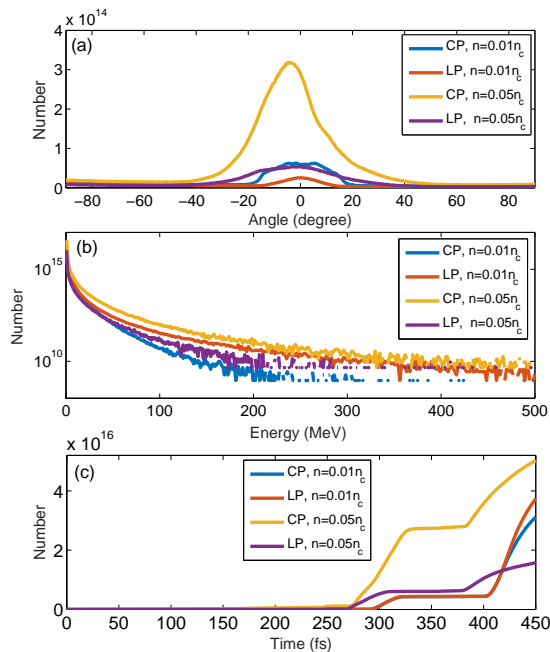 x 10^14
(a)
4
3
2
1
0
Number
CP, n=0.01n_c
LP, n=0.01n_c
CP, n=0.05n_c
LP, n=0.05n_c
−80 −60 −40 −20 0 20 40 60 80
Angle (degree)
(b)
10^15
10^10
Number
CP, n=0.01n_c
LP, n=0.01n_c
CP, n=0.05n_c
LP, n=0.05n_c
0 100 200 300 400 500
Energy (MeV)
x 10^16
(c)
4
2
0
Number
CP, n=0.01n_c
LP, n=0.01n_c
CP, n=0.05n_c
LP, n=0.05n_c
0 50 100 150 200 250 300 350 400 450
Time (fs)